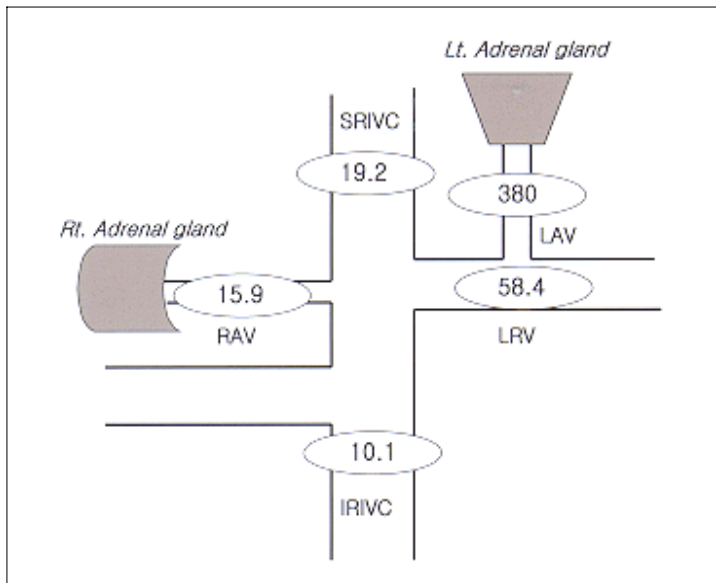 Lt. Adrenal gland
SRIVC
19.2
380
Rt. Adrenal gland
LAV
15.9
58.4
RAV
LRV
10.1
IRIVC